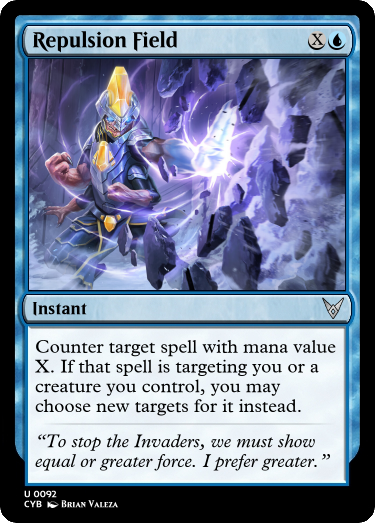 Repulsion Field X
Instant
Counter target spell with mana value
X. If that spell is targeting you or a
creature you control, you may
choose new targets for it instead.
“To stop the Invaders, we must show
equal or greater force. I prefer greater.”
U 0092
CYB Brian Valeza